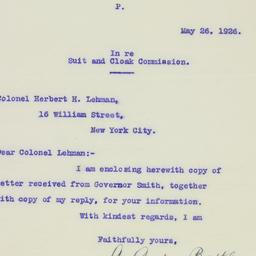 P.
May 26, 1926.
In re
Suit and Cloak Commission.
Colonel Herbert H. Lehman,
16 William Street,
New York City.
Dear Colonel Lehman:-
I am enclosing herewith copy of
letter received from Governor Smith, together
with copy of my reply, for your information.
With kindest regards, I am
Faithfully yours,